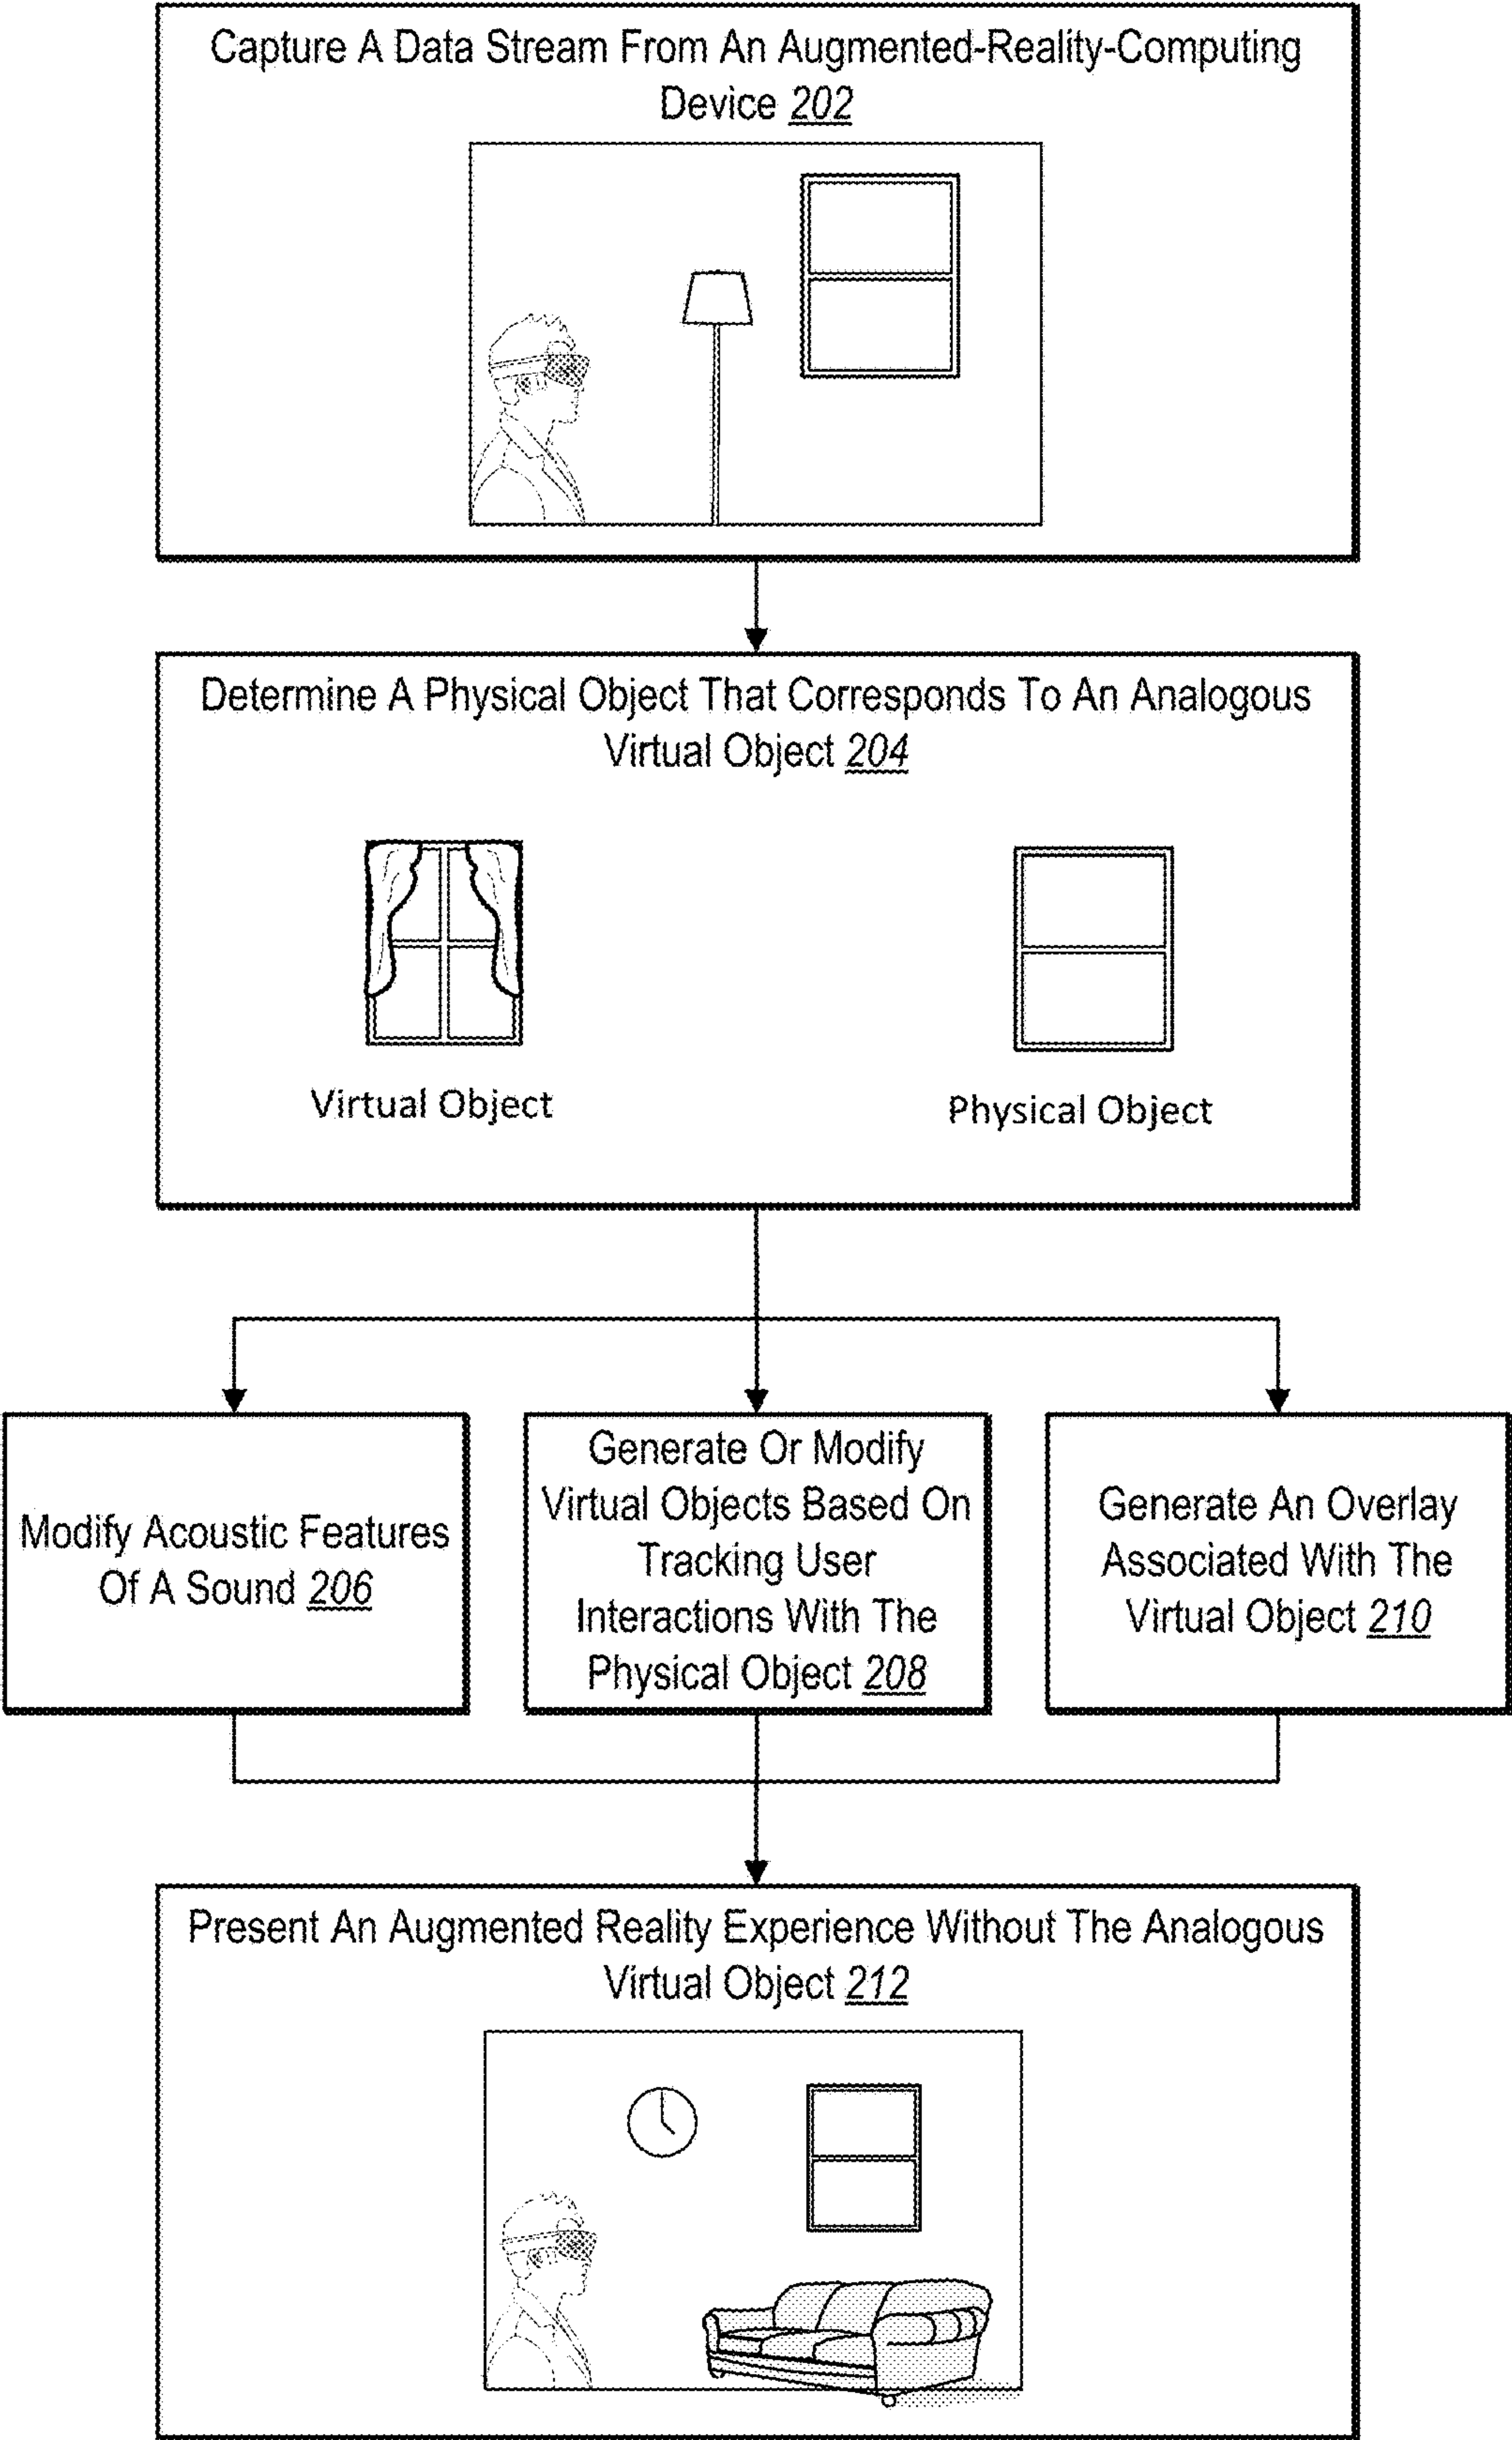 Capture A Data Stream From An Augmented-Reality-Computing
Device 202
Determine A Physical Object That Corresponds To An Analogous
Virtual Object 204
Virtual Object
Physical Object
Modify Acoustic Features
Of A Sound 206
Generate Or Modify
Virtual Objects Based On
Tracking User
Interactions With The
Physical Object 208
Generate An Overlay
Associated With The
Virtual Object 210
Present An Augmented Reality Experience Without The Analogous
Virtual Object 212